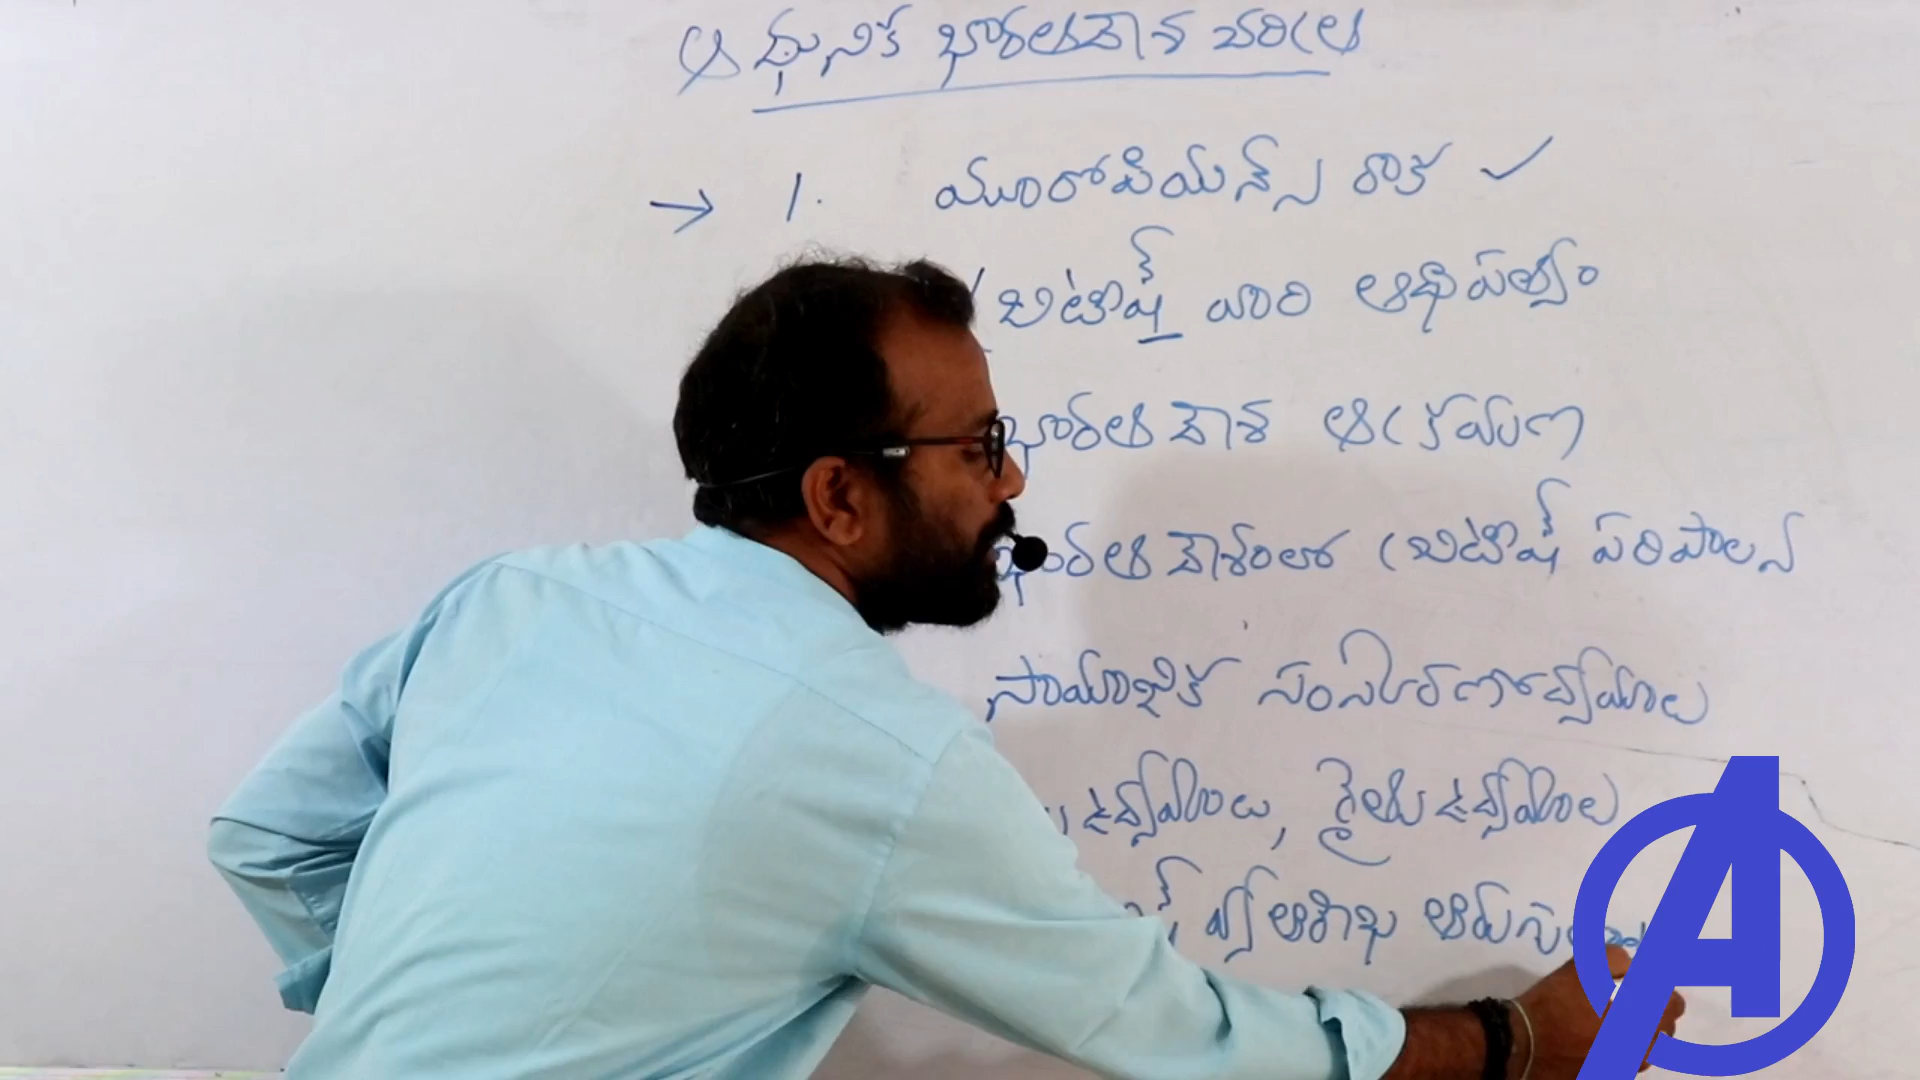 ఆధునిక భారతదేశ చరిత్ర
→ 1. యూరోపియన్స్ రాక ✓
బ్రిటీష్ వారి ఆధిపత్యం
భారతదేశ ఆక్రమణ
భారతదేశంలో బ్రిటీష్ పరిపాలన
సామాజిక సంస్కరణోద్యమాలు
ఉద్యమాలు, రైతు ఉద్యమాలు
వ్యతిరేఖ